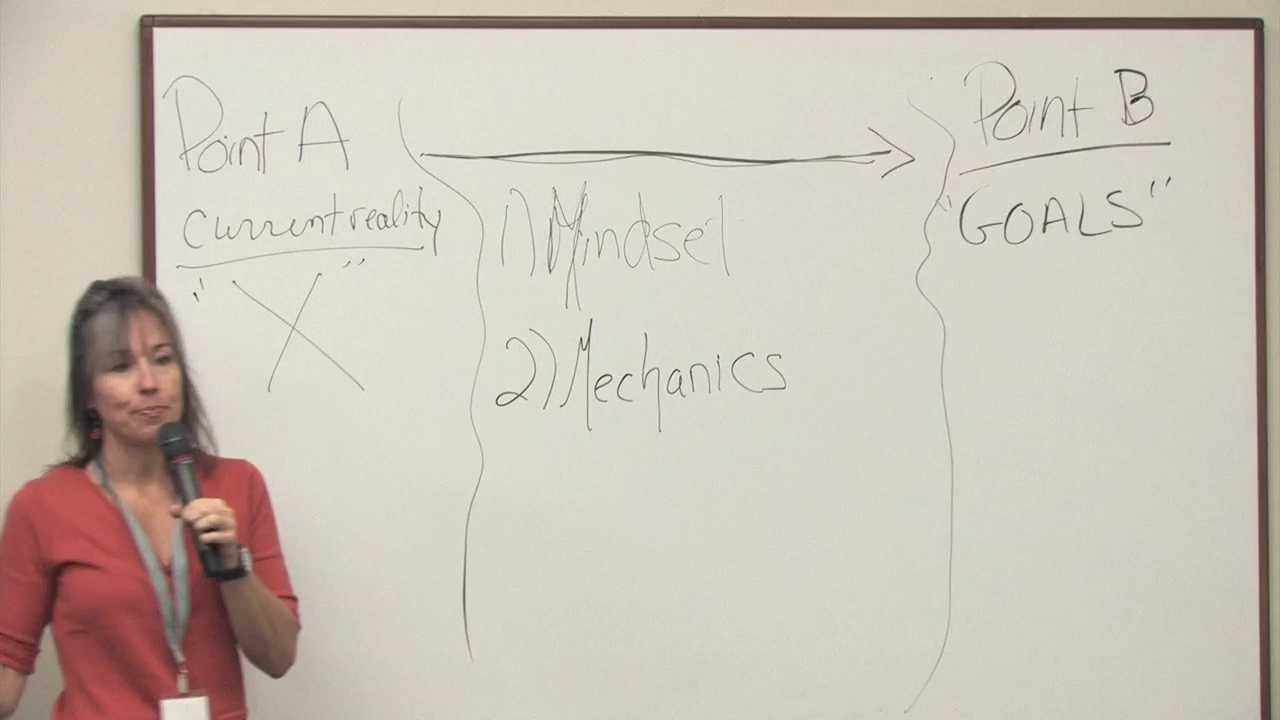 Point A
current reality
"X"
1) Mindset
2) Mechanics
Point B
"GOALS"